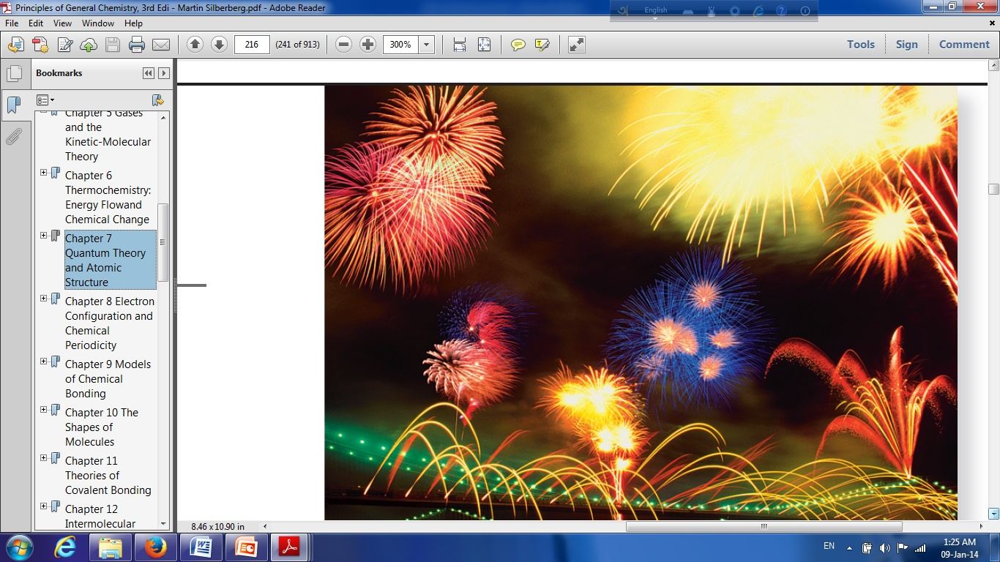 Principles of General Chemistry, 3rd Edi - Martin Silberberg.pdf - Adobe Reader
English
File Edit View Window Help
216 (241 of 913) 300% Tools Sign Comment
Bookmarks
Chapter 5 Gases
and the
Kinetic-Molecular
Theory
Chapter 6
Thermochemistry:
Energy Flowand
Chemical Change
Chapter 7
Quantum Theory
and Atomic
Structure
Chapter 8 Electron
Configuration and
Chemical
Periodicity
Chapter 9 Models
of Chemical
Bonding
Chapter 10 The
Shapes of
Molecules
Chapter 11
Theories of
Covalent Bonding
Chapter 12
Intermolecular
8.46 x 10.90 in
EN
1:25 AM
09-Jan-14